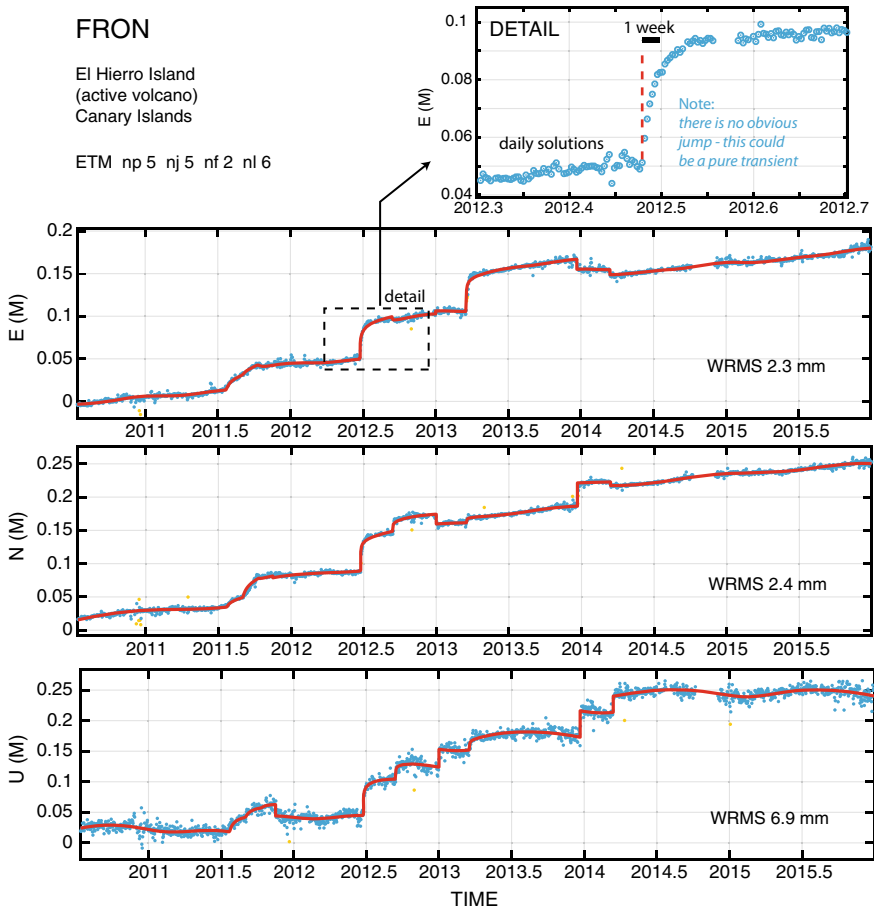 FRON
El Hierro Island
(active volcano)
Canary Islands
ETM np 5 nj 5 nf 2 nl 6
DETAIL
1 week
0.1
0.08
0.06
0.04
E (M)
daily solutions
Note:
there is no obvious
jump - this could
be a pure transient
2012.3 2012.4 2012.5 2012.6 2012.7
0.2
0.15
0.1
0.05
0
E (M)
detail
WRMS 2.3 mm
2011 2011.5 2012 2012.5 2013 2013.5 2014 2014.5 2015 2015.5
0.25
0.2
0.15
0.1
0.05
0
N (M)
WRMS 2.4 mm
2011 2011.5 2012 2012.5 2013 2013.5 2014 2014.5 2015 2015.5
0.25
0.2
0.15
0.1
0.05
0
U (M)
WRMS 6.9 mm
2011 2011.5 2012 2012.5 2013 2013.5 2014 2014.5 2015 2015.5
TIME